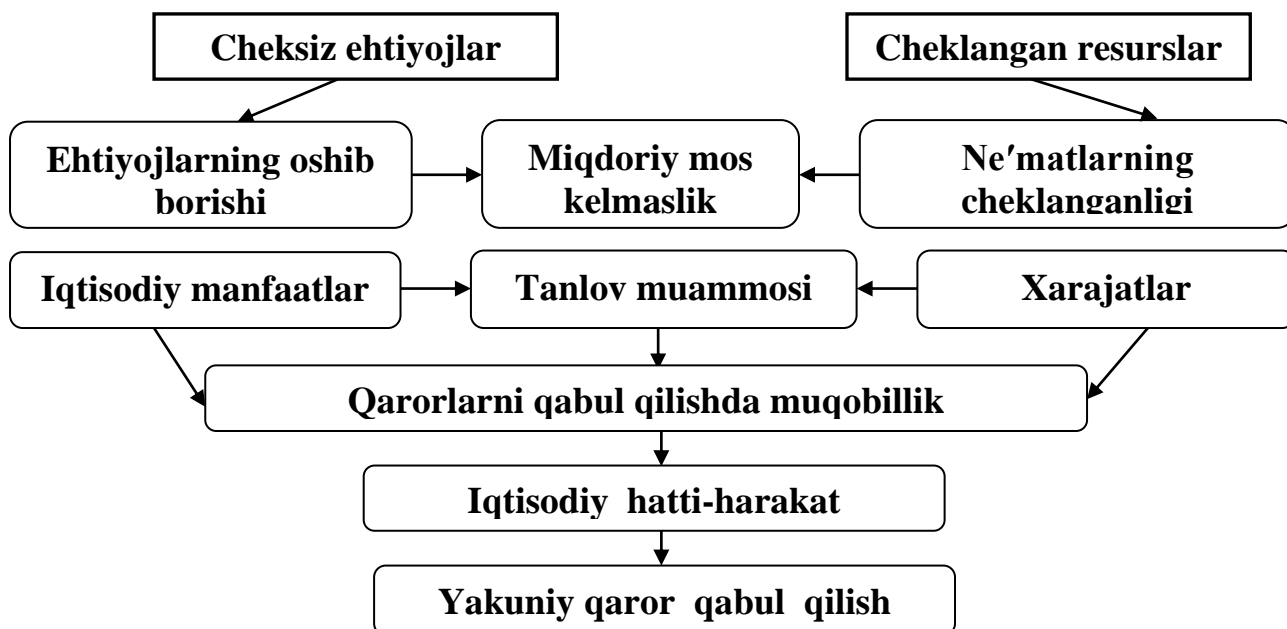 Cheksiz ehtiyojlar
Cheklangan resurslar
Ehtiyojlarning oshib
borishi
Miqdoriy mos
kelmaslik
Ne′matlarning
cheklanganligi
Iqtisodiy manfaatlar
Tanlov muammosi
Xarajatlar
Qarorlarni qabul qilishda muqobillik
Iqtisodiy hatti-harakat
Yakuniy qaror qabul qilish